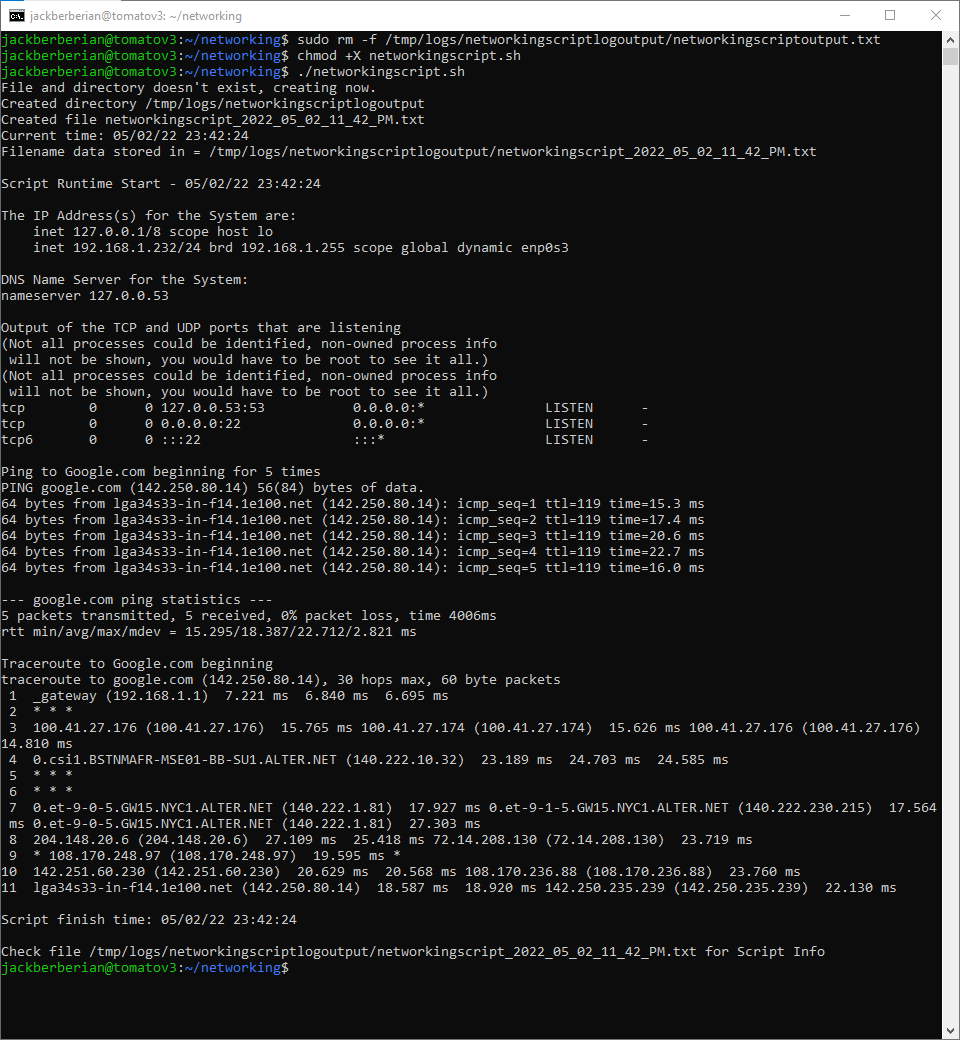 jackberberian@tomatov3: ~/networking
jackberberian@tomatov3:~/networking$ sudo rm -f /tmp/logs/networkingscriptlogoutput/networkingscriptoutput.txt
jackberberian@tomatov3:~/networking$ chmod +X networkingscript.sh
jackberberian@tomatov3:~/networking$ ./networkingscript.sh
File and directory doesn't exist, creating now.
Created directory /tmp/logs/networkingscriptlogoutput
Created file networkingscript_2022_05_02_11_42_PM.txt
Current time: 05/02/22 23:42:24
Filename data stored in = /tmp/logs/networkingscriptlogoutput/networkingscript_2022_05_02_11_42_PM.txt

Script Runtime Start - 05/02/22 23:42:24

The IP Address(s) for the System are:
    inet 127.0.0.1/8 scope host lo
    inet 192.168.1.232/24 brd 192.168.1.255 scope global dynamic enp0s3

DNS Name Server for the System:
nameserver 127.0.0.53

Output of the TCP and UDP ports that are listening
(Not all processes could be identified, non-owned process info
 will not be shown, you would have to be root to see it all.)
(Not all processes could be identified, non-owned process info
 will not be shown, you would have to be root to see it all.)
tcp        0      0 127.0.0.53:53           0.0.0.0:*               LISTEN      -
tcp        0      0 0.0.0.0:22              0.0.0.0:*               LISTEN      -
tcp6       0      0 :::22                   :::*                    LISTEN      -

Ping to Google.com beginning for 5 times
PING google.com (142.250.80.14) 56(84) bytes of data.
64 bytes from lga34s33-in-f14.1e100.net (142.250.80.14): icmp_seq=1 ttl=119 time=15.3 ms
64 bytes from lga34s33-in-f14.1e100.net (142.250.80.14): icmp_seq=2 ttl=119 time=17.4 ms
64 bytes from lga34s33-in-f14.1e100.net (142.250.80.14): icmp_seq=3 ttl=119 time=20.6 ms
64 bytes from lga34s33-in-f14.1e100.net (142.250.80.14): icmp_seq=4 ttl=119 time=22.7 ms
64 bytes from lga34s33-in-f14.1e100.net (142.250.80.14): icmp_seq=5 ttl=119 time=16.0 ms

--- google.com ping statistics ---
5 packets transmitted, 5 received, 0% packet loss, time 4006ms
rtt min/avg/max/mdev = 15.295/18.387/22.712/2.821 ms

Traceroute to Google.com beginning
traceroute to google.com (142.250.80.14), 30 hops max, 60 byte packets
 1  _gateway (192.168.1.1)  7.221 ms  6.840 ms  6.695 ms
 2  * * *
 3  100.41.27.176 (100.41.27.176)  15.765 ms 100.41.27.174 (100.41.27.174)  15.626 ms 100.41.27.176 (100.41.27.176)
14.810 ms
 4  0.csi1.BSTNMAFR-MSE01-BB-SU1.ALTER.NET (140.222.10.32)  23.189 ms  24.703 ms  24.585 ms
 5  * * *
 6  * * *
 7  0.et-9-0-5.GW15.NYC1.ALTER.NET (140.222.1.81)  17.927 ms 0.et-9-1-5.GW15.NYC1.ALTER.NET (140.222.230.215)  17.564
ms 0.et-9-0-5.GW15.NYC1.ALTER.NET (140.222.1.81)  27.303 ms
 8  204.148.20.6 (204.148.20.6)  27.109 ms  25.418 ms 72.14.208.130 (72.14.208.130)  23.719 ms
 9  * 108.170.248.97 (108.170.248.97)  19.595 ms *
10  142.251.60.230 (142.251.60.230)  20.629 ms  20.568 ms 108.170.236.88 (108.170.236.88)  23.760 ms
11  lga34s33-in-f14.1e100.net (142.250.80.14)  18.587 ms  18.920 ms 142.250.235.239 (142.250.235.239)  22.130 ms

Script finish time: 05/02/22 23:42:24

Check file /tmp/logs/networkingscriptlogoutput/networkingscript_2022_05_02_11_42_PM.txt for Script Info
jackberberian@tomatov3:~/networking$